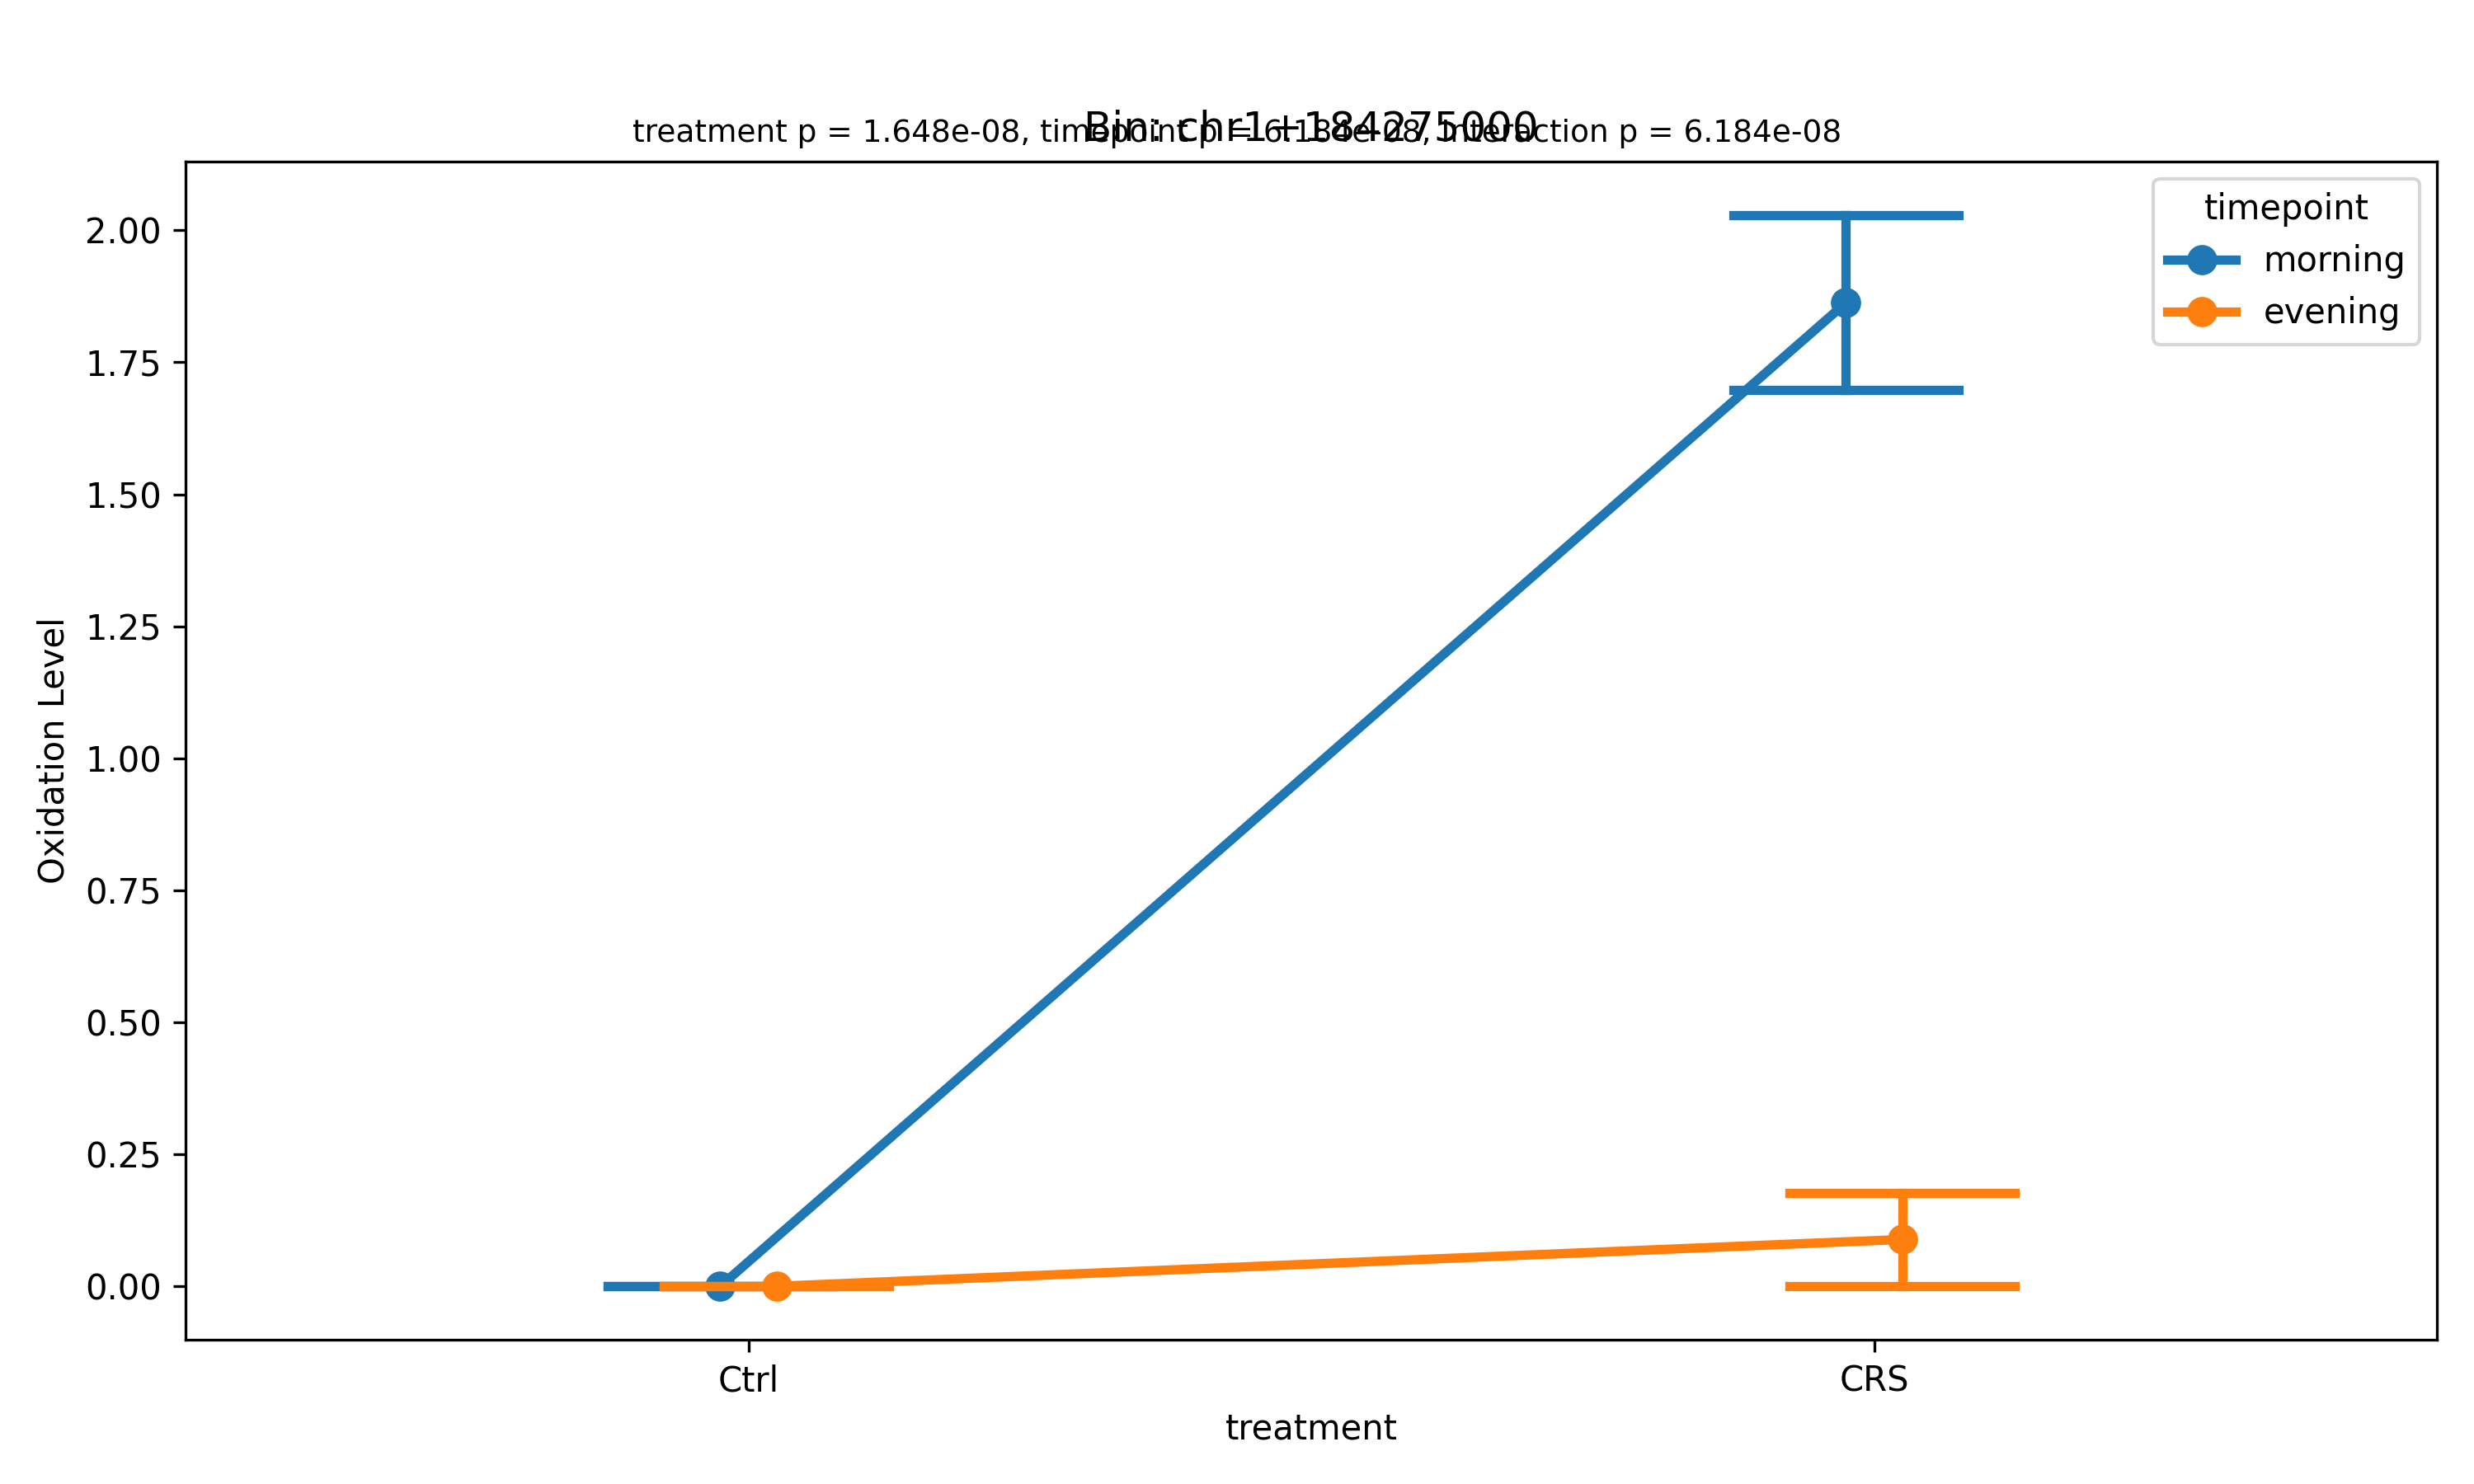 Bin: chr1+184275000
treatment p = 1.648e-08, timepoint p = 6.184e-08, interaction p = 6.184e-08
timepoint
morning
evening
2.00
1.75
1.50
1.25
1.00
0.75
0.50
0.25
0.00
Oxidation Level
Ctrl
CRS
treatment